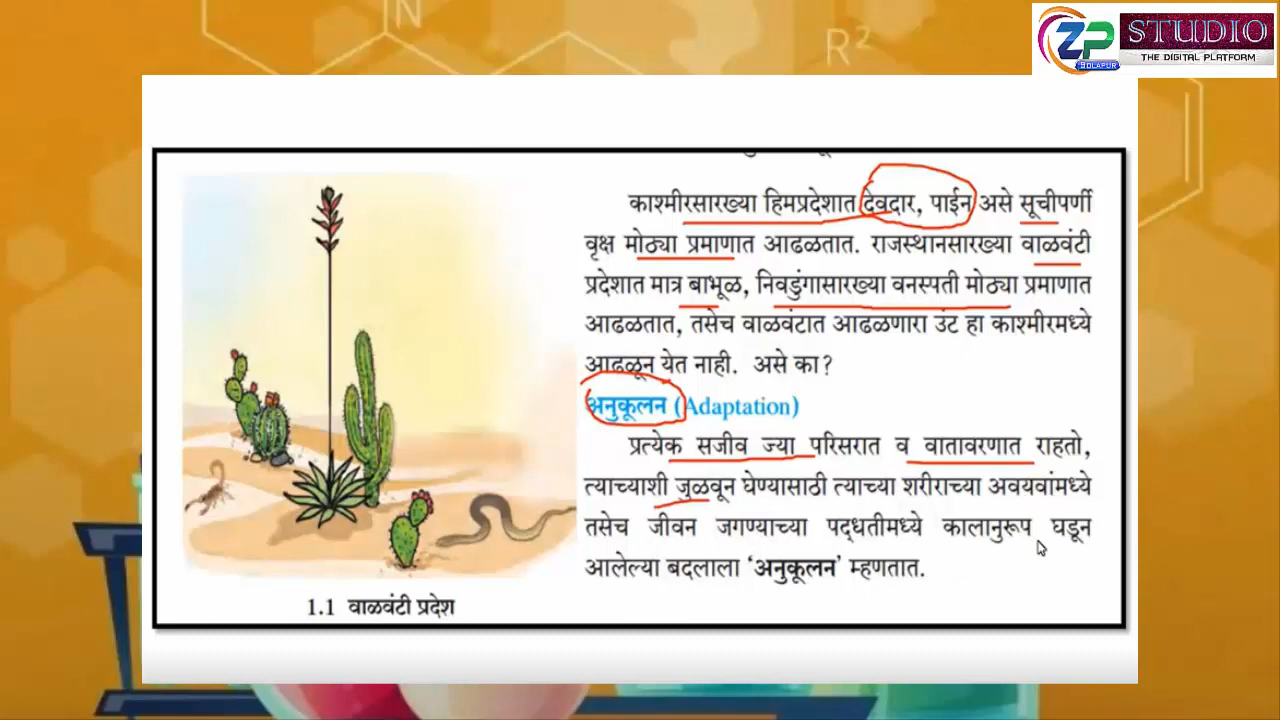 N
R²
ZP
SOLAPUR
STUDIO
THE DIGITAL PLATFORM
काश्मीरसारख्या हिमप्रदेशात देवदार, पाईन असे सूचीपर्णी
वृक्ष मोठ्या प्रमाणात आढळतात. राजस्थानसारख्या वाळवंटी
प्रदेशात मात्र बाभूळ, निवडुंगासारख्या वनस्पती मोठ्या प्रमाणात
आढळतात, तसेच वाळवंटात आढळणारा उंट हा काश्मीरमध्ये
आढळून येत नाही. असे का?
अनुकूलन (Adaptation)
प्रत्येक सजीव ज्या परिसरात व वातावरणात राहतो,
त्याच्याशी जुळवून घेण्यासाठी त्याच्या शरीराच्या अवयवांमध्ये
तसेच जीवन जगण्याच्या पद्धतीमध्ये कालानुरूप घडून
आलेल्या बदलाला ‘अनुकूलन’ म्हणतात.
1.1 वाळवंटी प्रदेश